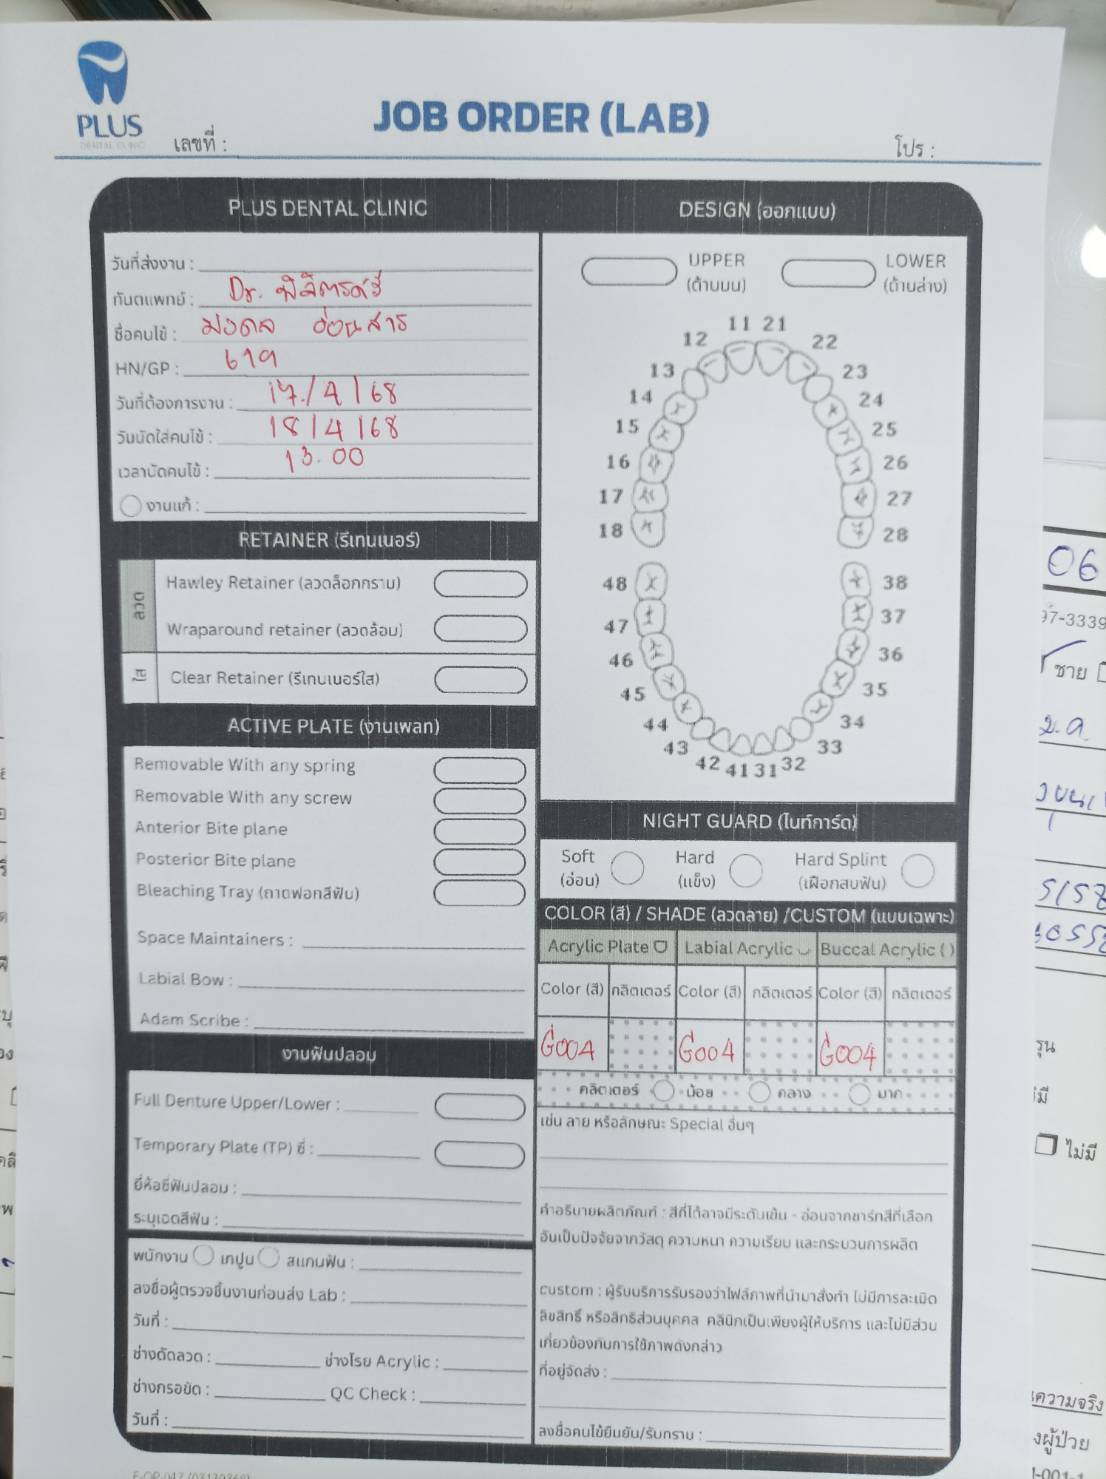 PLUS
DENTAL CLINIC
JOB ORDER (LAB)
เลขที่ :
โทร :
PLUS DENTAL CLINIC
วันที่ส่งงาน :
ทันตแพทย์ : Dr.
ชื่อคนไข้ : มงคล อ่อนสาร
HN/GP : 619
วันที่ต้องการงาน : 17/4/68
วันนัดใส่คนไข้ : 18/4/68
เวลานัดคนไข้ : 13.00
งานแก้ :
RETAINER (รีเทนเนอร์)
ลวด
Hawley Retainer (ลวดล็อกกราม)
Wraparound retainer (ลวดอ้อม)
ใส
Clear Retainer (รีเทนเนอร์ใส)
ACTIVE PLATE (งานเพลท)
Removable With any spring
Removable With any screw
Anterior Bite plane
Posterior Bite plane
Bleaching Tray (ถาดฟอกสีฟัน)
Space Maintainers :
Labial Bow :
Adam Scribe :
งานฟันปลอม
Full Denture Upper/Lower :
Temporary Plate (TP) ซี่ :
ยี่ห้อซี่ฟันปลอม :
ระบุเฉดสีฟัน :
พนักงาน เทปูน สแกนฟัน :
ลงชื่อผู้ตรวจชิ้นงานก่อนส่ง Lab :
วันที่ :
ช่างดัดลวด : ช่างโรย Acrylic :
ช่างกรอขัด : QC Check :
วันที่ :
DESIGN (ออกแบบ)
UPPER
(ด้านบน)
LOWER
(ด้านล่าง)
11 21
12 22
13 23
14 24
15 25
16 26
17 27
18 28
48 38
47 37
46 36
45 35
44 34
43 33
42 41 31 32
NIGHT GUARD (ไนท์การ์ด)
Soft
(อ่อน)
Hard
(แข็ง)
Hard Splint
(เฝือกสบฟัน)
COLOR (สี) / SHADE (ลวดลาย) /CUSTOM (แบบเฉพาะ)
Acrylic Plate Labial Acrylic Buccal Acrylic ( )
Color (สี) กลิตเตอร์ Color (สี) กลิตเตอร์ Color (สี) กลิตเตอร์
G004 G004 G004
กลิตเตอร์ น้อย กลาง มาก
เช่น ลาย หรือลักษณะ Special อื่นๆ
คำอธิบายผลิตภัณฑ์ : สีที่ได้อาจมีระดับเข้ม - อ่อนจากชาร์ทสีที่เลือก
อันเป็นปัจจัยจากวัสดุ ความหนา ความเรียบ และกระบวนการผลิต
custom : ผู้รับบริการรับรองว่าไฟล์ภาพที่นำมาสั่งทำ ไม่มีการละเมิด
ลิขสิทธิ์ หรือสิทธิส่วนบุคคล คลินิกเป็นเพียงผู้ให้บริการ และไม่มีส่วน
เกี่ยวข้องกับการใช้ภาพดังกล่าว
ที่อยู่จัดส่ง :
ลงชื่อคนไข้ยืนยัน/รับทราบ :
06
97-3339
ชาย
ไม่มี
ความจริง